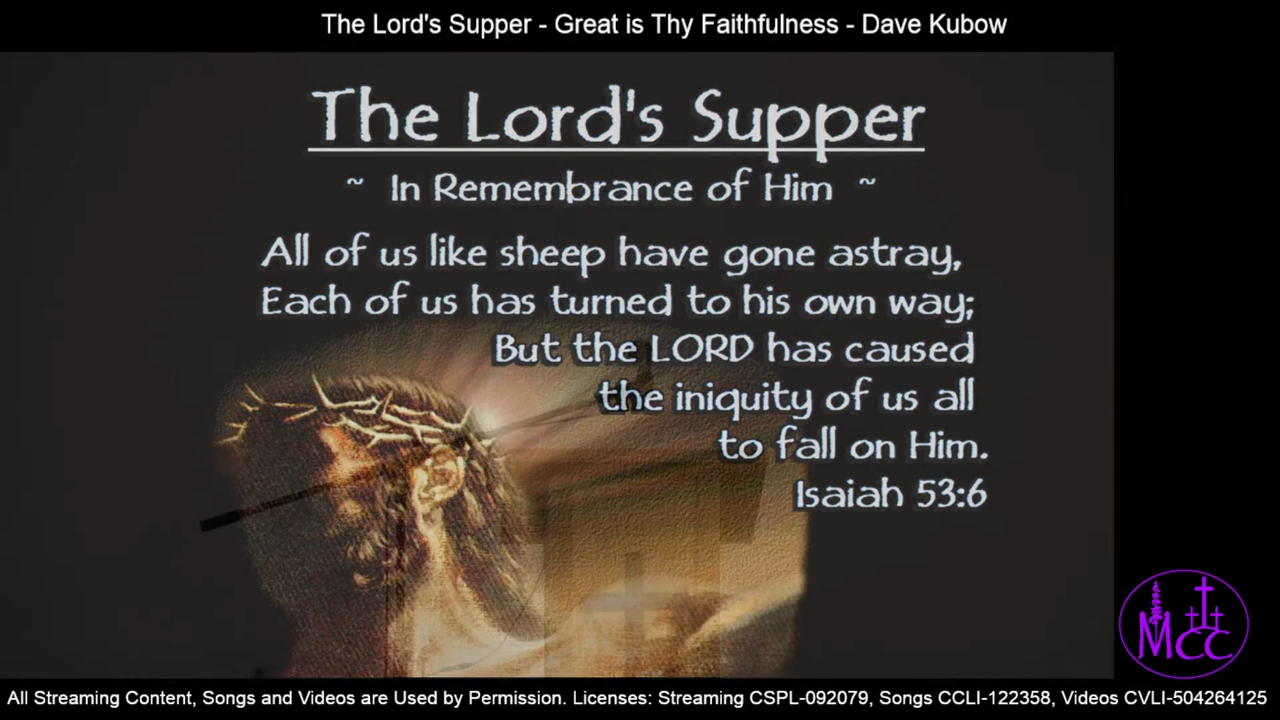 The Lord's Supper - Great is Thy Faithfulness - Dave Kubow
The Lord's Supper
~ In Remembrance of Him ~
All of us like sheep have gone astray,
Each of us has turned to his own way;
But the LORD has caused
the iniquity of us all
to fall on Him.
Isaiah 53:6
MCC
All Streaming Content, Songs and Videos are Used by Permission. Licenses: Streaming CSPL-092079, Songs CCLI-122358, Videos CVLI-504264125